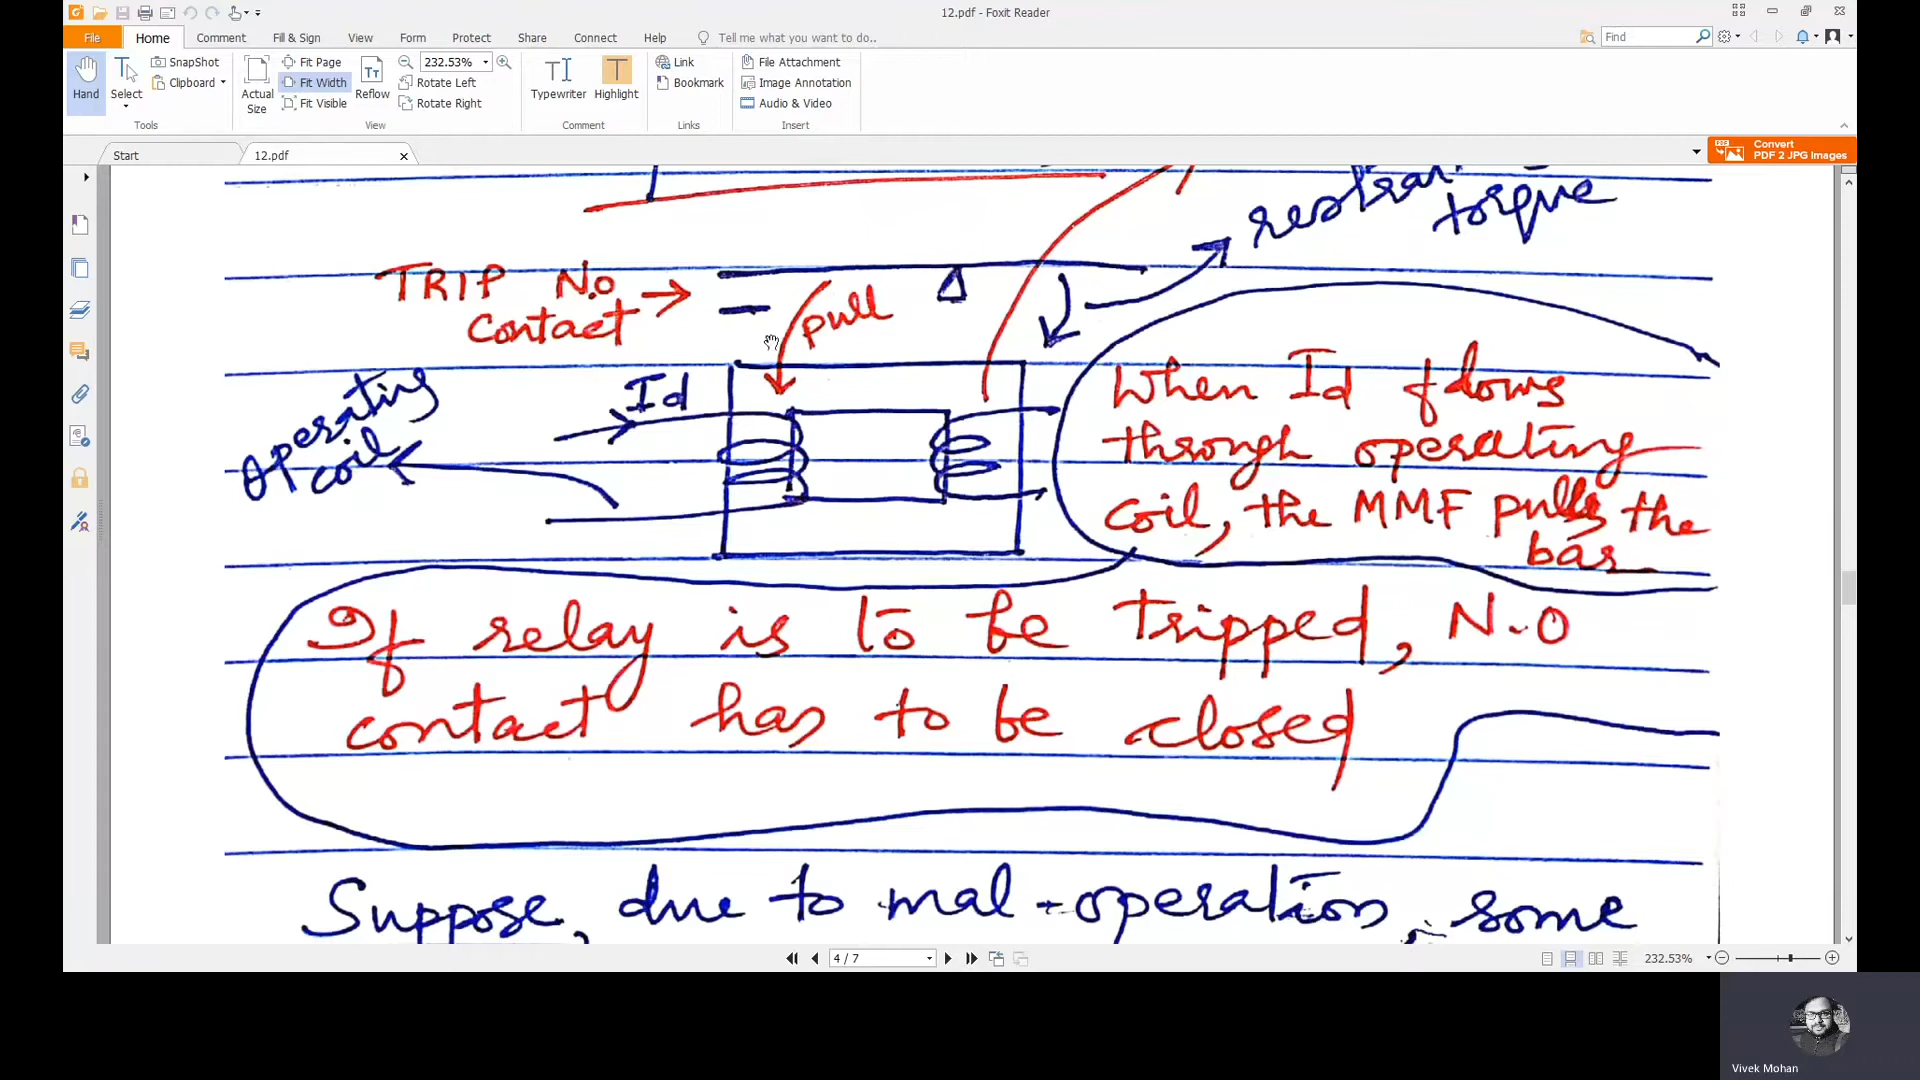 12.pdf - Foxit Reader
File Home Comment Fill & Sign View Form Protect Share Connect Help Tell me what you want to do.. Find
Hand Select SnapShot Clipboard Actual Size Fit Page Fit Width Fit Visible Reflow 232.53% Rotate Left Rotate Right Typewriter Highlight Link Bookmark File Attachment Image Annotation Audio & Video
Tools View Comment Links Insert
Start 12.pdf Convert PDF 2 JPG Images
torque
TRIP N.O
contact
pull
Id
operating
coil
When Id flows
through operating
coil, the MMF pulls the
bar
If relay is to be tripped, N.O
contact has to be closed
Suppose, due to mal-operation, some
4 / 7 232.53%
Vivek Mohan